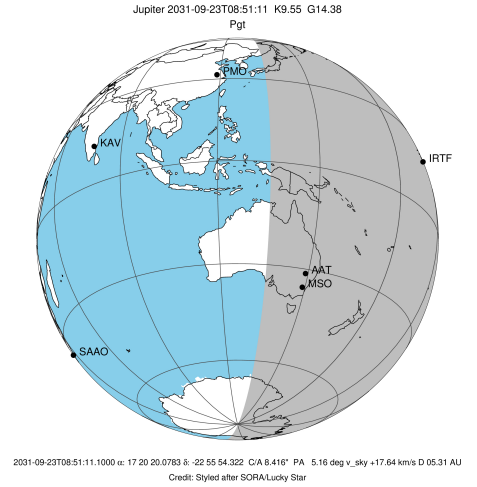 Jupiter 2031-09-23T08:51:11  K9.55  G14.38
Pgt
PMO
KAV
IRTF
AAT
MSO
SAAO
2031-09-23T08:51:11.1000 α: 17 20 20.0783 δ: -22 55 54.322  C/A 8.416"  PA   5.16 deg v_sky +17.64 km/s D 05.31 AU
Credit: Styled after SORA/Lucky Star